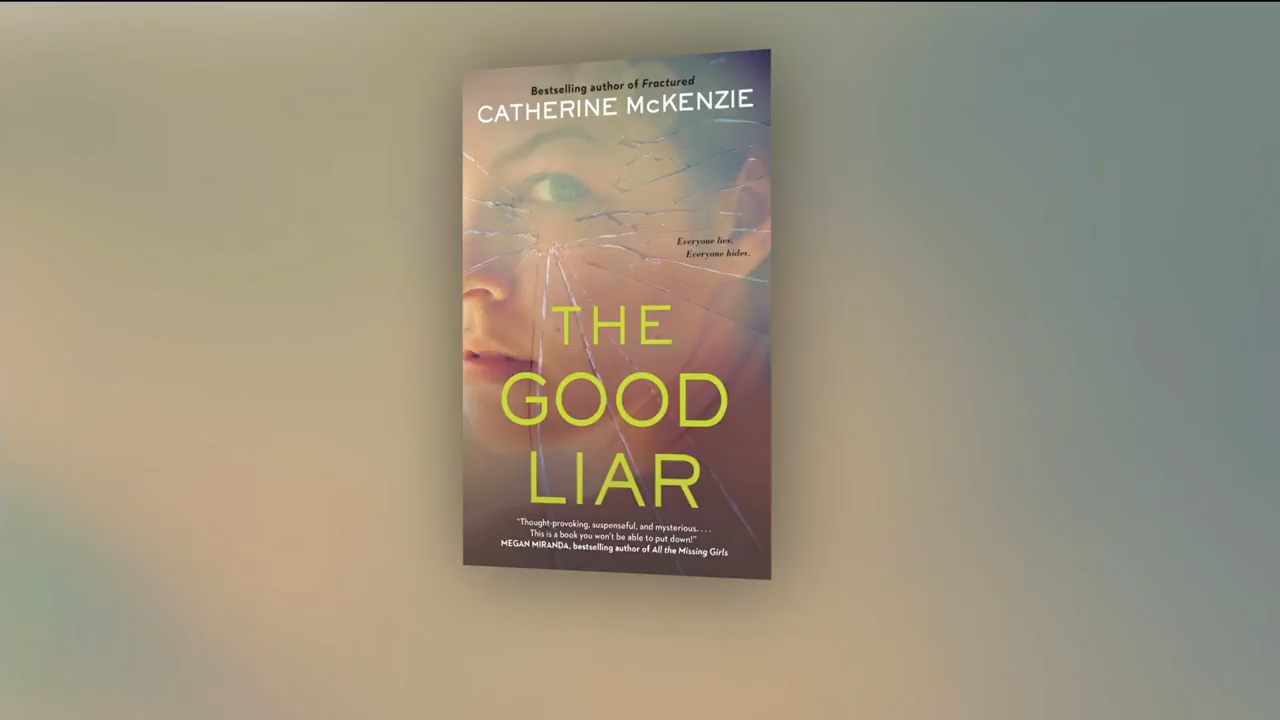 Bestselling author of Fractured
CATHERINE McKENZIE
Everyone lies.
Everyone hides.
THE
GOOD
LIAR
"Thought-provoking, suspenseful, and mysterious. . . .
This is a book you won't be able to put down!"
MEGAN MIRANDA, bestselling author of All the Missing Girls